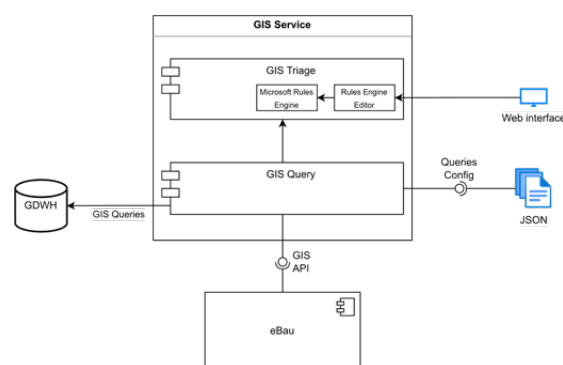 GIS Service
GIS Triage
Microsoft Rules
Engine
Rules Engine
Editor
Web interface
GIS Query
Queries
Config
GDWH
GIS Queries
JSON
GIS
API
eBau